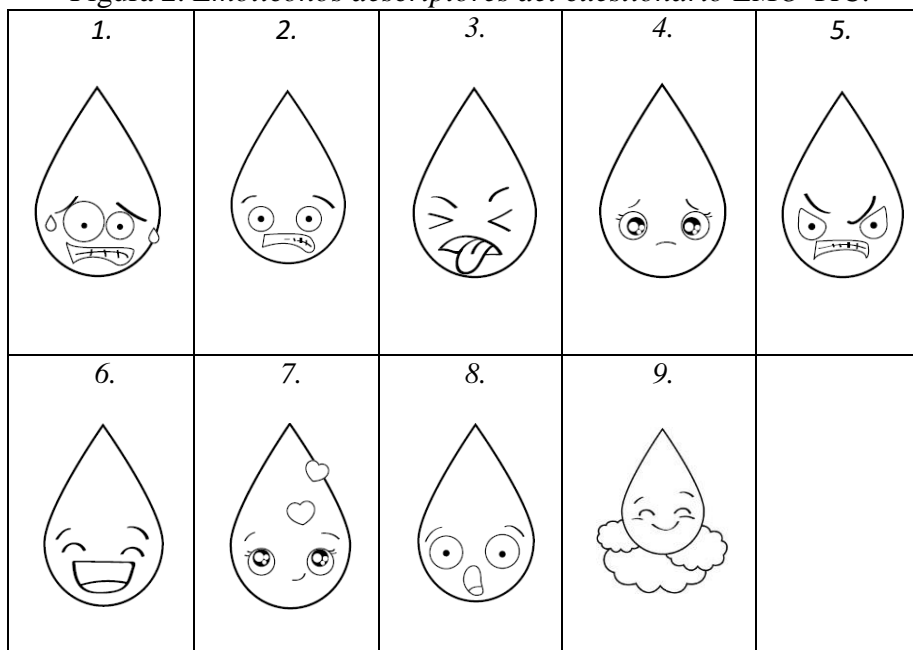 Figura 2. Emoticonos descriptores del cuestionario EMO-TIC.
1. 2. 3. 4. 5.
6. 7. 8. 9.